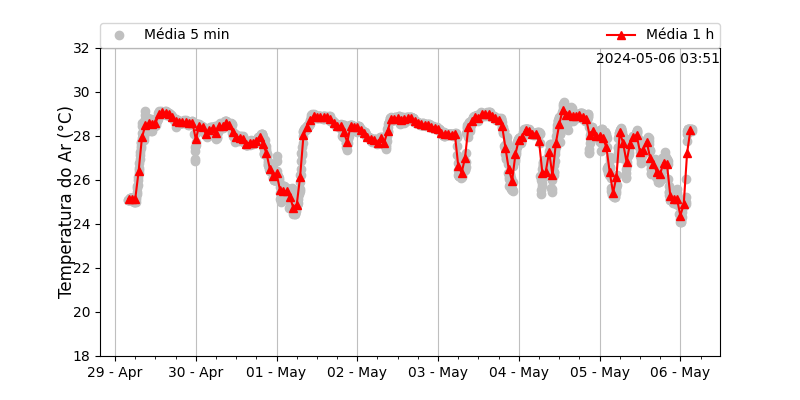 Média 5 min
Média 1 h
2024-05-06 03:51
Temperatura do Ar (°C)
32
30
28
26
24
22
20
18
29 - Apr
30 - Apr
01 - May
02 - May
03 - May
04 - May
05 - May
06 - May